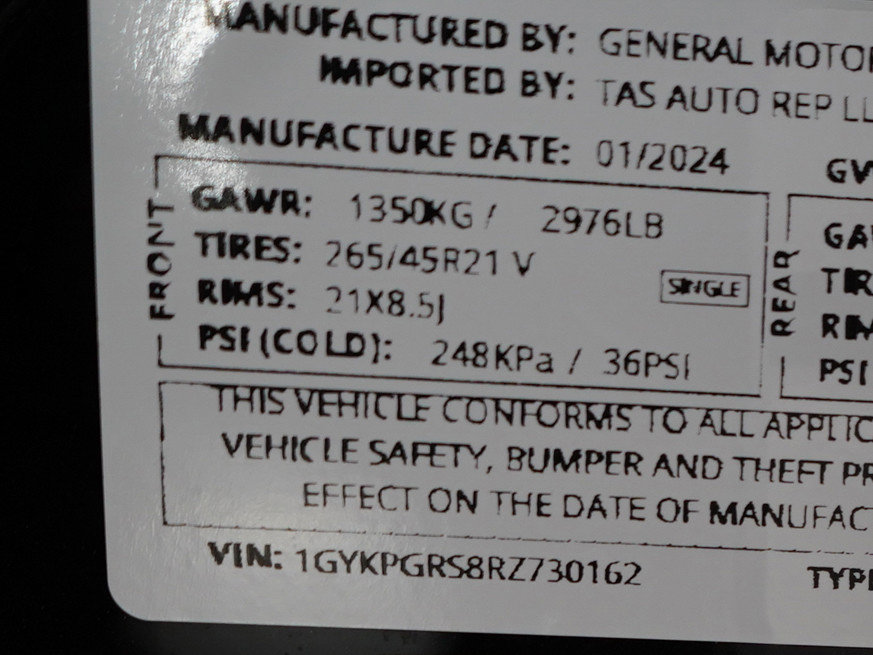 MANUFACTURED BY: GENERAL MOTOR
IMPORTED BY: TAS AUTO REP LL
MANUFACTURE DATE: 01/2024
GV
FRONT
GAWR: 1350KG / 2976LB
TIRES: 265/45R21 V
RIMS: 21X8.5J
SINGLE
PSI (COLD): 248KPa / 36PSI
REAR
GA
TIR
RIM
PSI
THIS VEHICLE CONFORMS TO ALL APPLIC
VEHICLE SAFETY, BUMPER AND THEFT PR
EFFECT ON THE DATE OF MANUFAC
VIN: 1GYKPGRS8RZ730162
TYPE